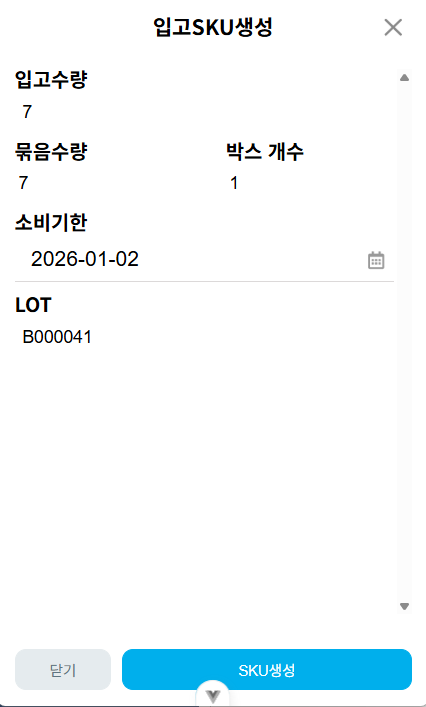 입고SKU생성
입고수량
7
묶음수량 박스 개수
7 1
소비기한
2026-01-02
LOT
B000041
닫기 SKU생성